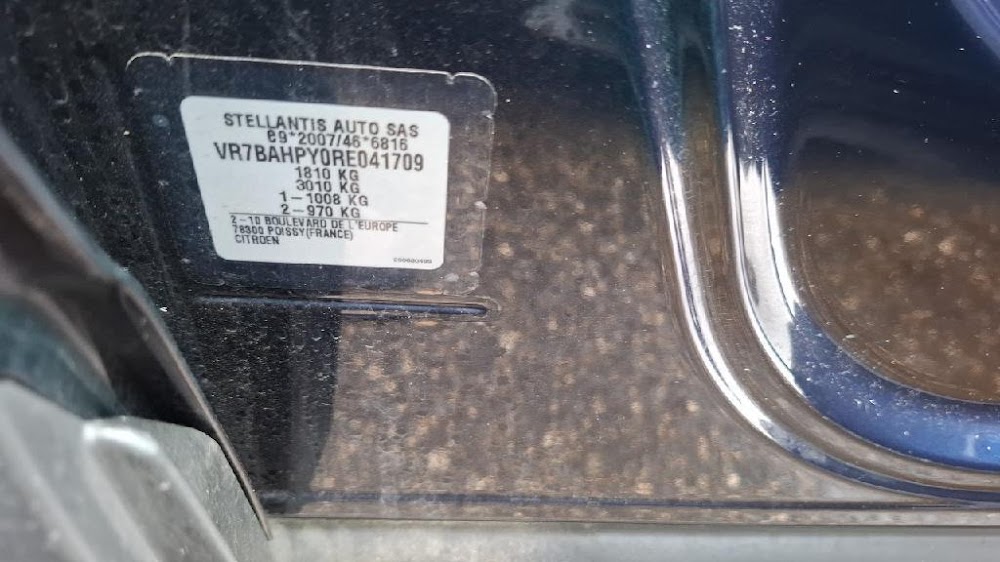 STELLANTIS AUTO SAS
e9*2007/46*6816
VR7BAHPY0RE041709
1810 KG
3010 KG
1-1008 KG
2-970 KG
2-10 BOULEVARD DE L'EUROPE
78300 POISSY(FRANCE)
CITROEN